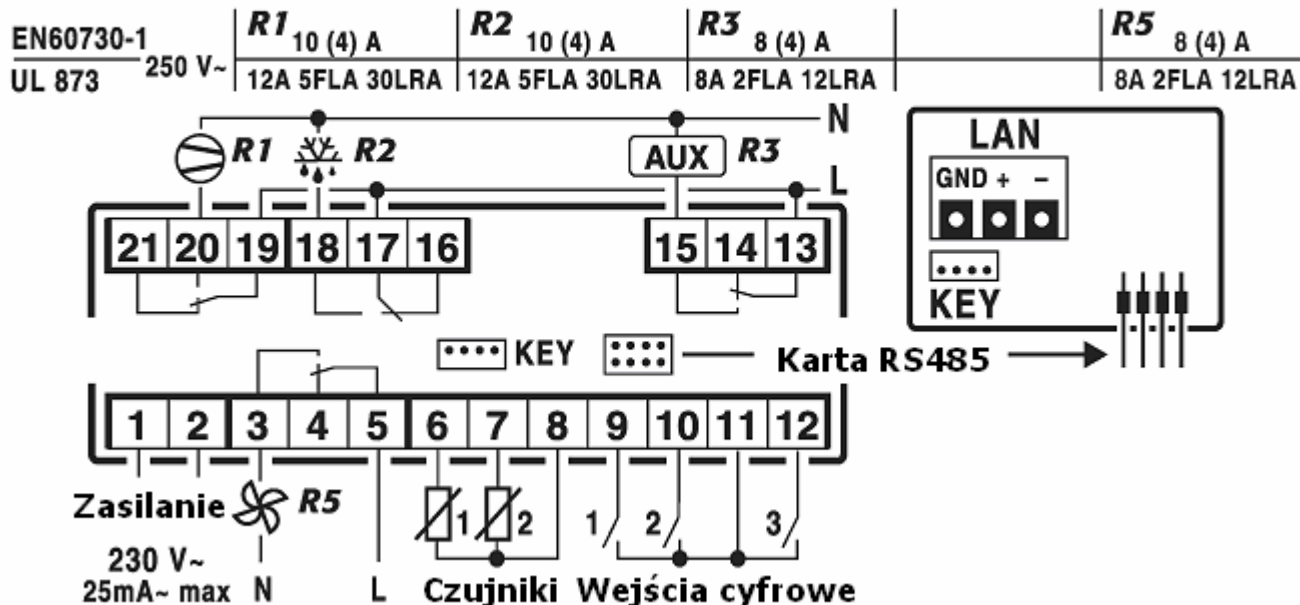 EN60730-1
UL 873
250 V~
R1 10 (4) A
12A 5FLA 30LRA
R2 10 (4) A
12A 5FLA 30LRA
R3 8 (4) A
8A 2FLA 12LRA
R5 8 (4) A
8A 2FLA 12LRA
N
R1 R2 AUX R3
L
21 20 19 18 17 16 15 14 13
LAN
GND + -
KEY
KEY Karta RS485
1 2 3 4 5 6 7 8 9 10 11 12
Zasilanie R5 1 2 1 2 3
230 V~
25mA~ max N L Czujniki Wejścia cyfrowe